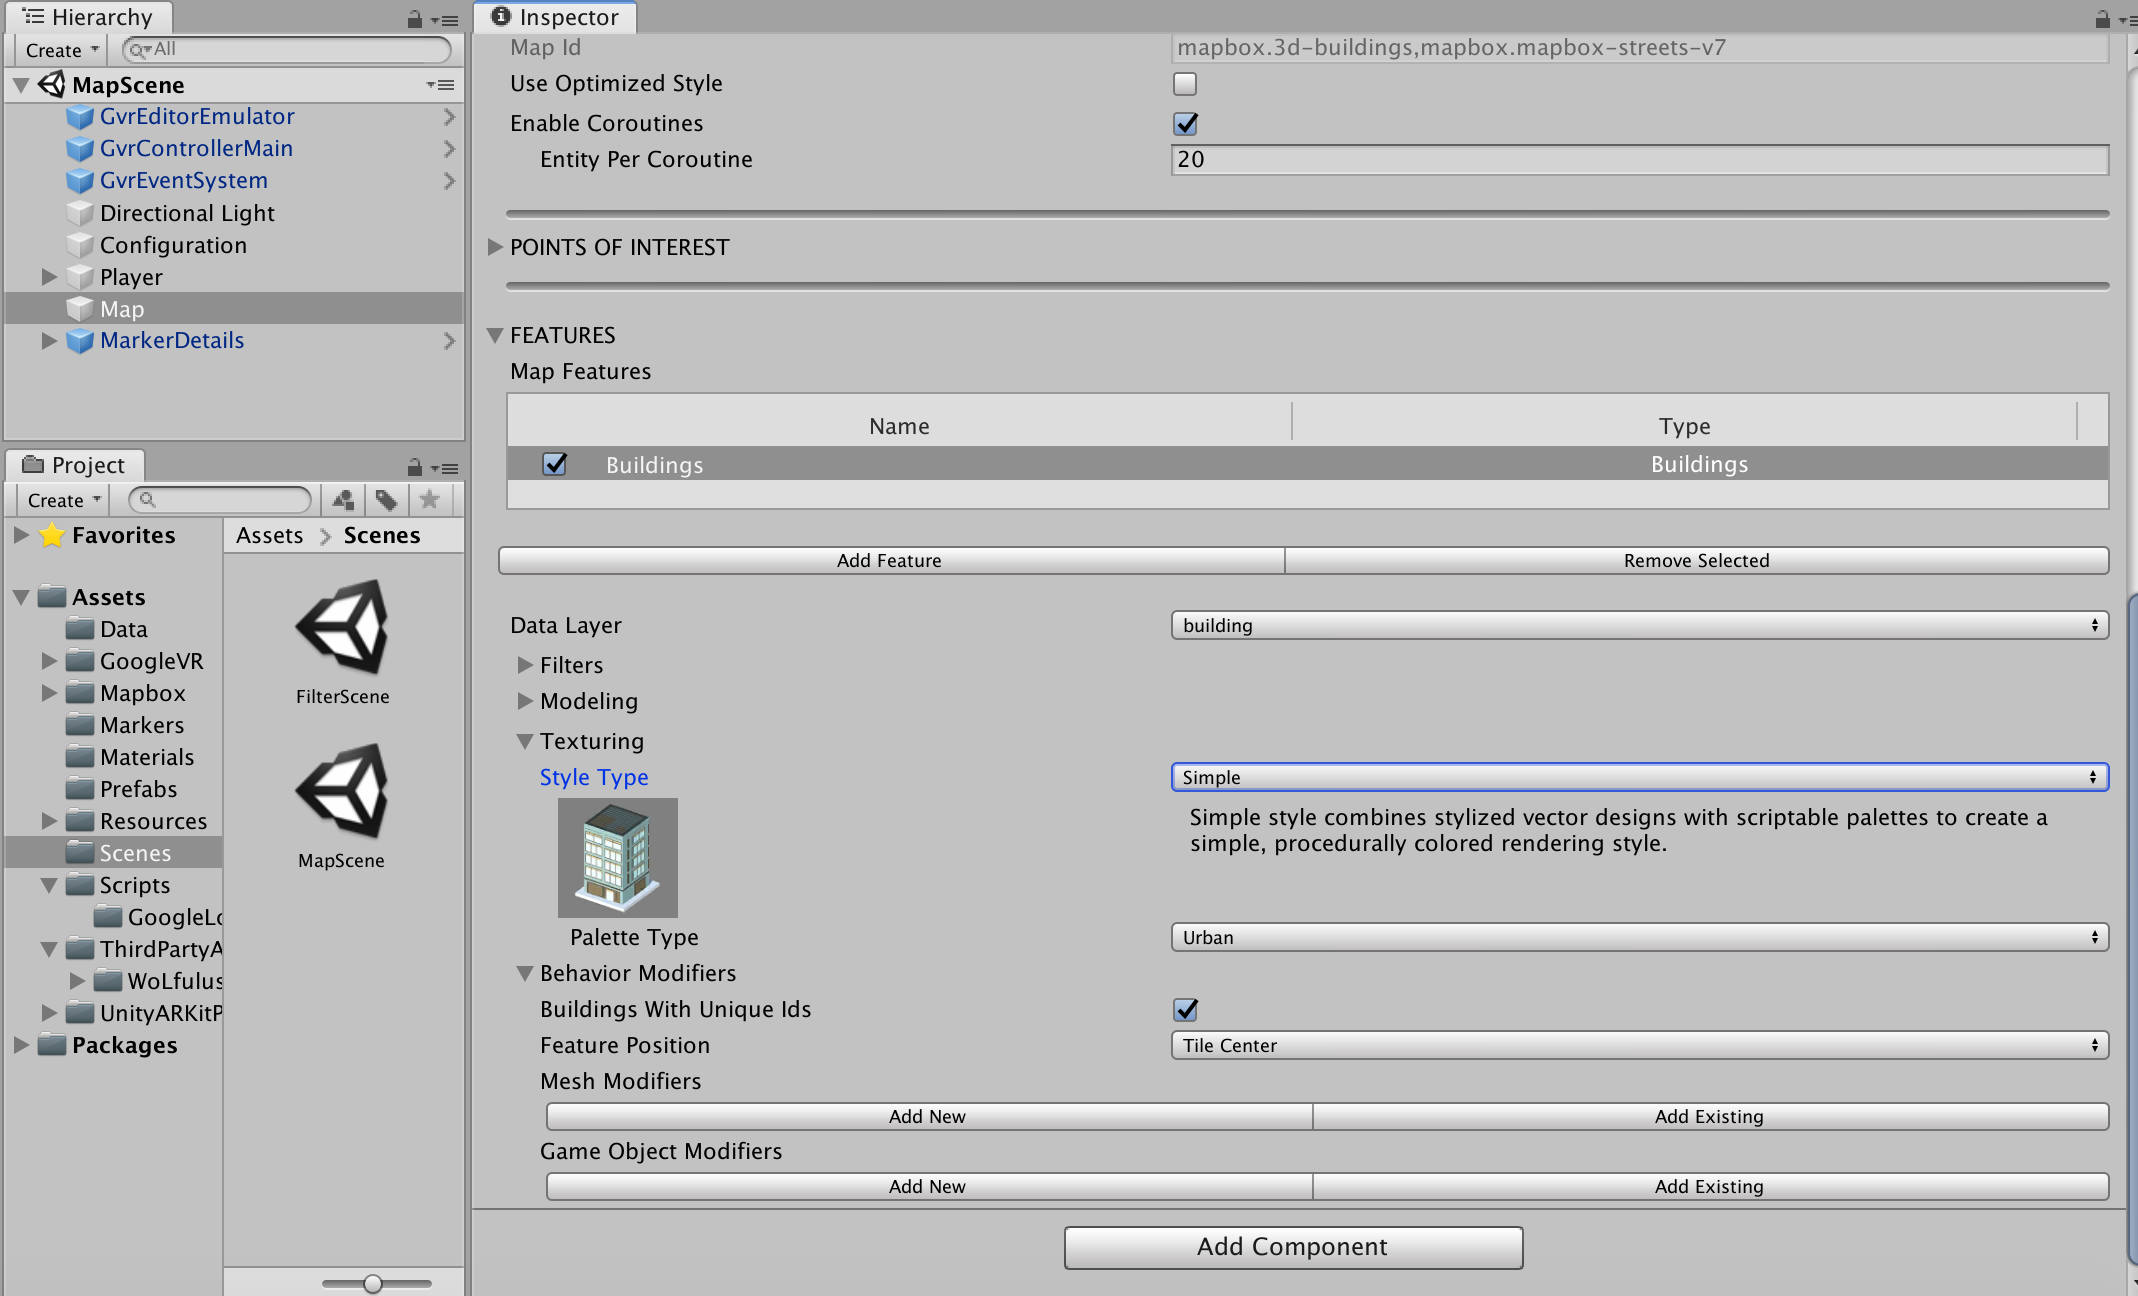 Hierarchy
Create
All
MapScene
GvrEditorEmulator
GvrControllerMain
GvrEventSystem
Directional Light
Configuration
Player
Map
MarkerDetails
Project
Create
Favorites
Assets
Data
GoogleVR
Mapbox
Markers
Materials
Prefabs
Resources
Scenes
Scripts
GoogleLo
ThirdPartyA
WoLfulus
UnityARKitP
Packages
Assets Scenes
FilterScene
MapScene
Inspector
Map Id mapbox.3d-buildings,mapbox.mapbox-streets-v7
Use Optimized Style
Enable Coroutines
Entity Per Coroutine 20
POINTS OF INTEREST
FEATURES
Map Features
Name Type
Buildings Buildings
Add Feature Remove Selected
Data Layer building
Filters
Modeling
Texturing
Style Type Simple
Simple style combines stylized vector designs with scriptable palettes to create a
simple, procedurally colored rendering style.
Palette Type Urban
Behavior Modifiers
Buildings With Unique Ids
Feature Position Tile Center
Mesh Modifiers
Add New Add Existing
Game Object Modifiers
Add New Add Existing
Add Component